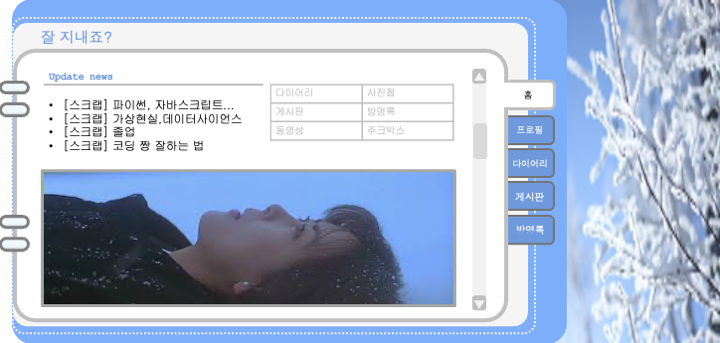 잘 지내죠?
Update news
[스크랩] 파이썬, 자바스크립트...
[스크랩] 가상현실,데이터사이언스
[스크랩] 졸업
[스크랩] 코딩 짱 잘하는 법
다이어리 사진첩
게시판 방명록
동영상 주크박스
홈
프로필
다이어리
게시판
방명록